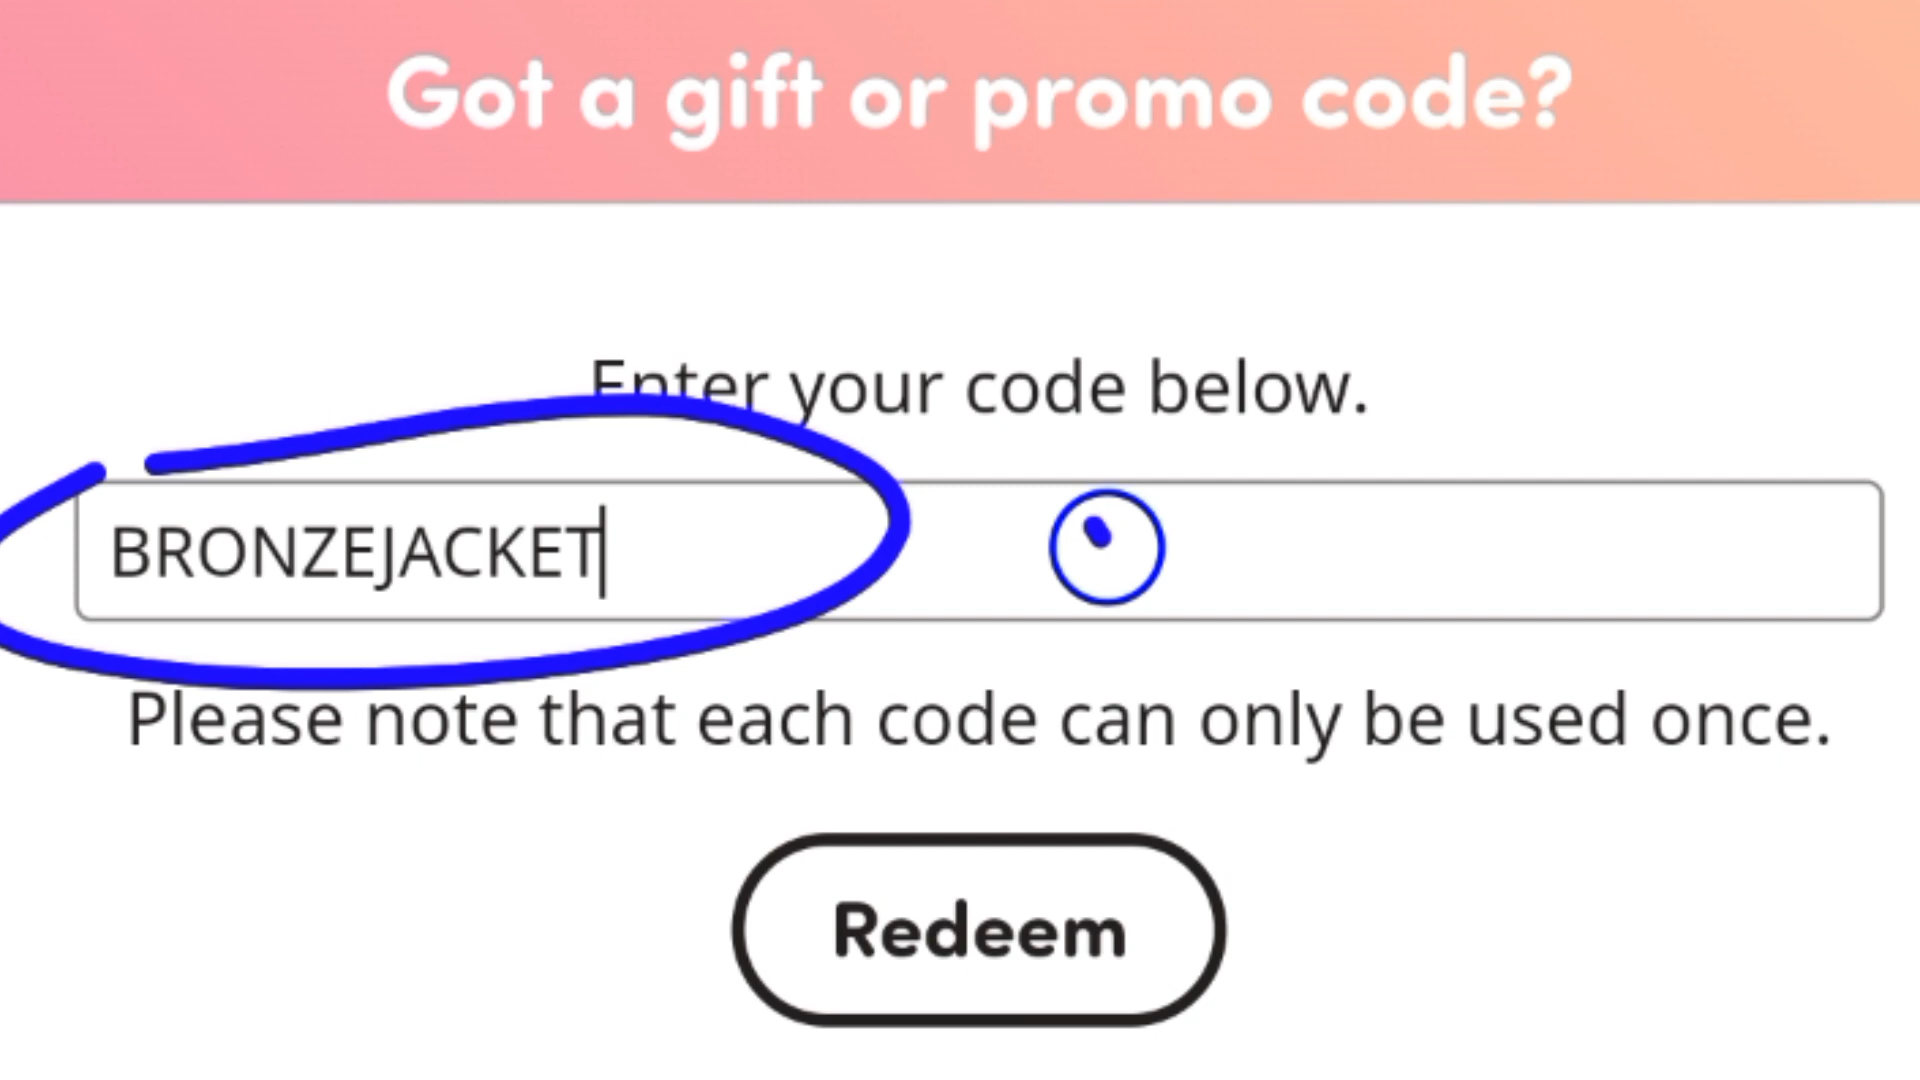 Got a gift or promo code?
Enter your code below.
BRONZEJACKET
Please note that each code can only be used once.
Redeem